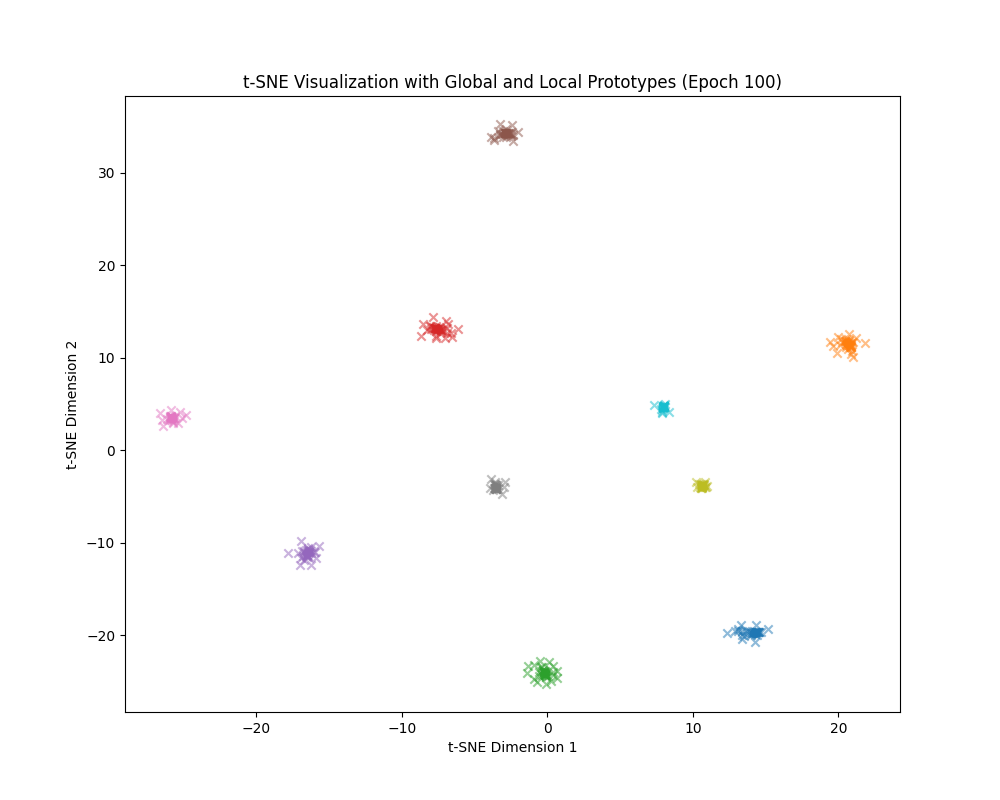 t-SNE Visualization with Global and Local Prototypes (Epoch 100)
30
20
10
0
−10
−20
t-SNE Dimension 2
−20 −10 0 10 20
t-SNE Dimension 1